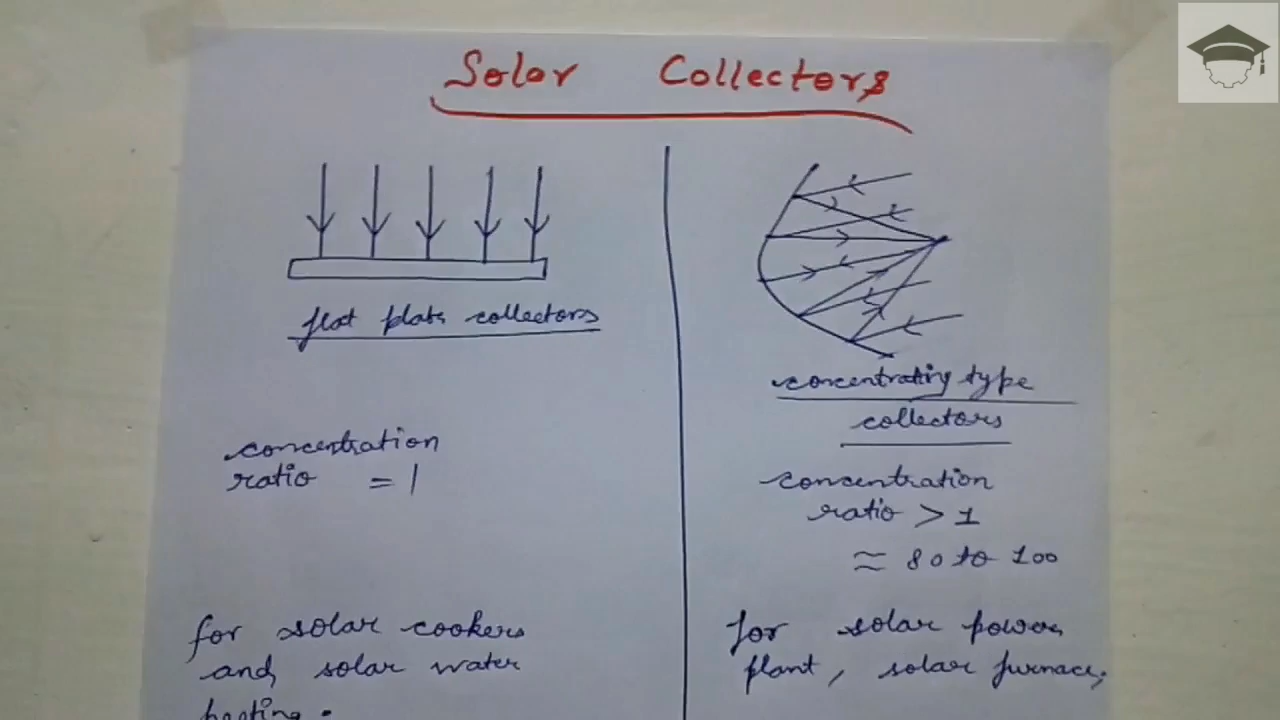 Solar Collectors
flat plate collectors
concentration
ratio = 1
for solar cookers
and solar water
heating.
concentrating type
collectors
concentration
ratio > 1
≈ 80 to 100
for solar power
plant, solar furnace,